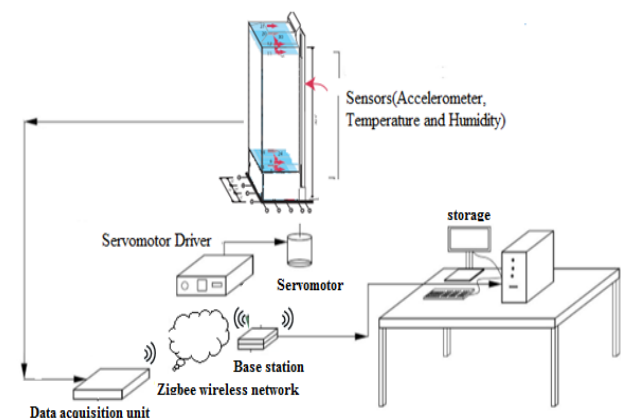 Sensors(Accelerometer,
Temperature and Humidity)
storage
Servomotor Driver
Servomotor
Base station
Zigbee wireless network
Data acquisition unit